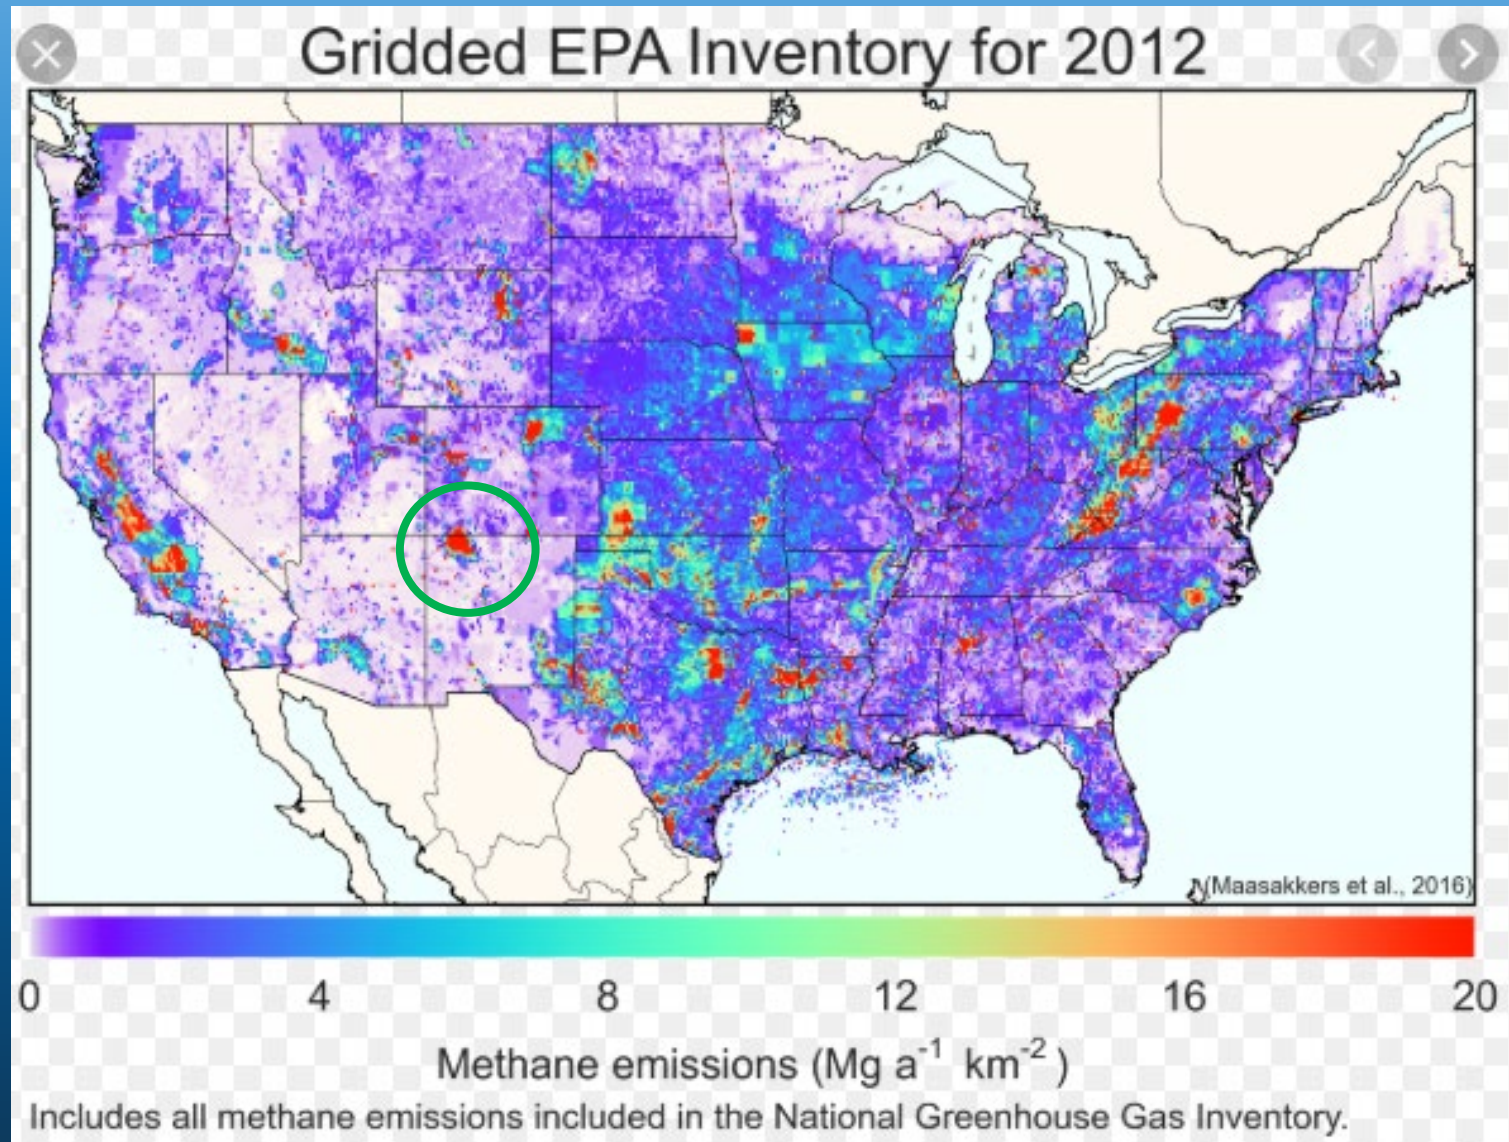 Gridded EPA Inventory for 2012
(Maasakkers et al., 2016)
0 4 8 12 16 20
Methane emissions (Mg a⁻¹ km⁻²)
Includes all methane emissions included in the National Greenhouse Gas Inventory.